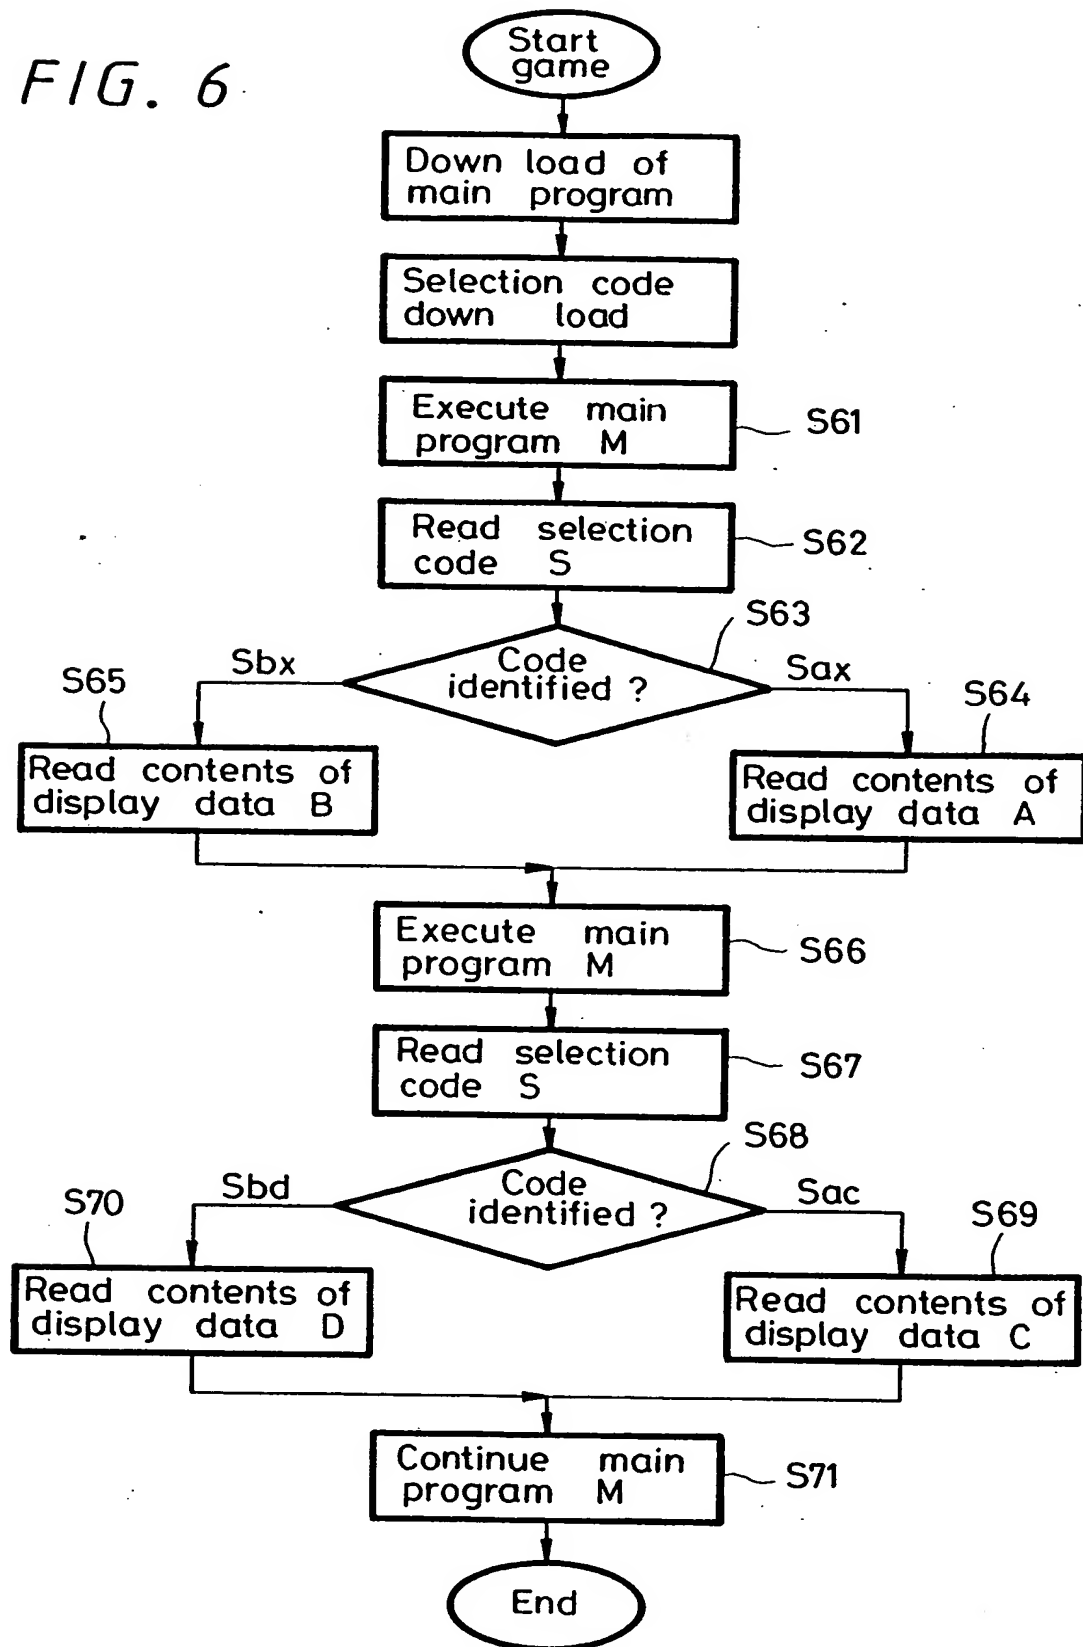 FIG. 6
Start
game
Down load of
main program
Selection code
down load
Execute main
program M
S61
Read selection
code S
S62
S63
Code
identified ?
Sbx
Sax
S65
S64
Read contents of
display data B
Read contents of
display data A
Execute main
program M
S66
Read selection
code S
S67
S68
Code
identified ?
Sbd
Sac
S70
S69
Read contents of
display data D
Read contents of
display data C
Continue main
program M
S71
End